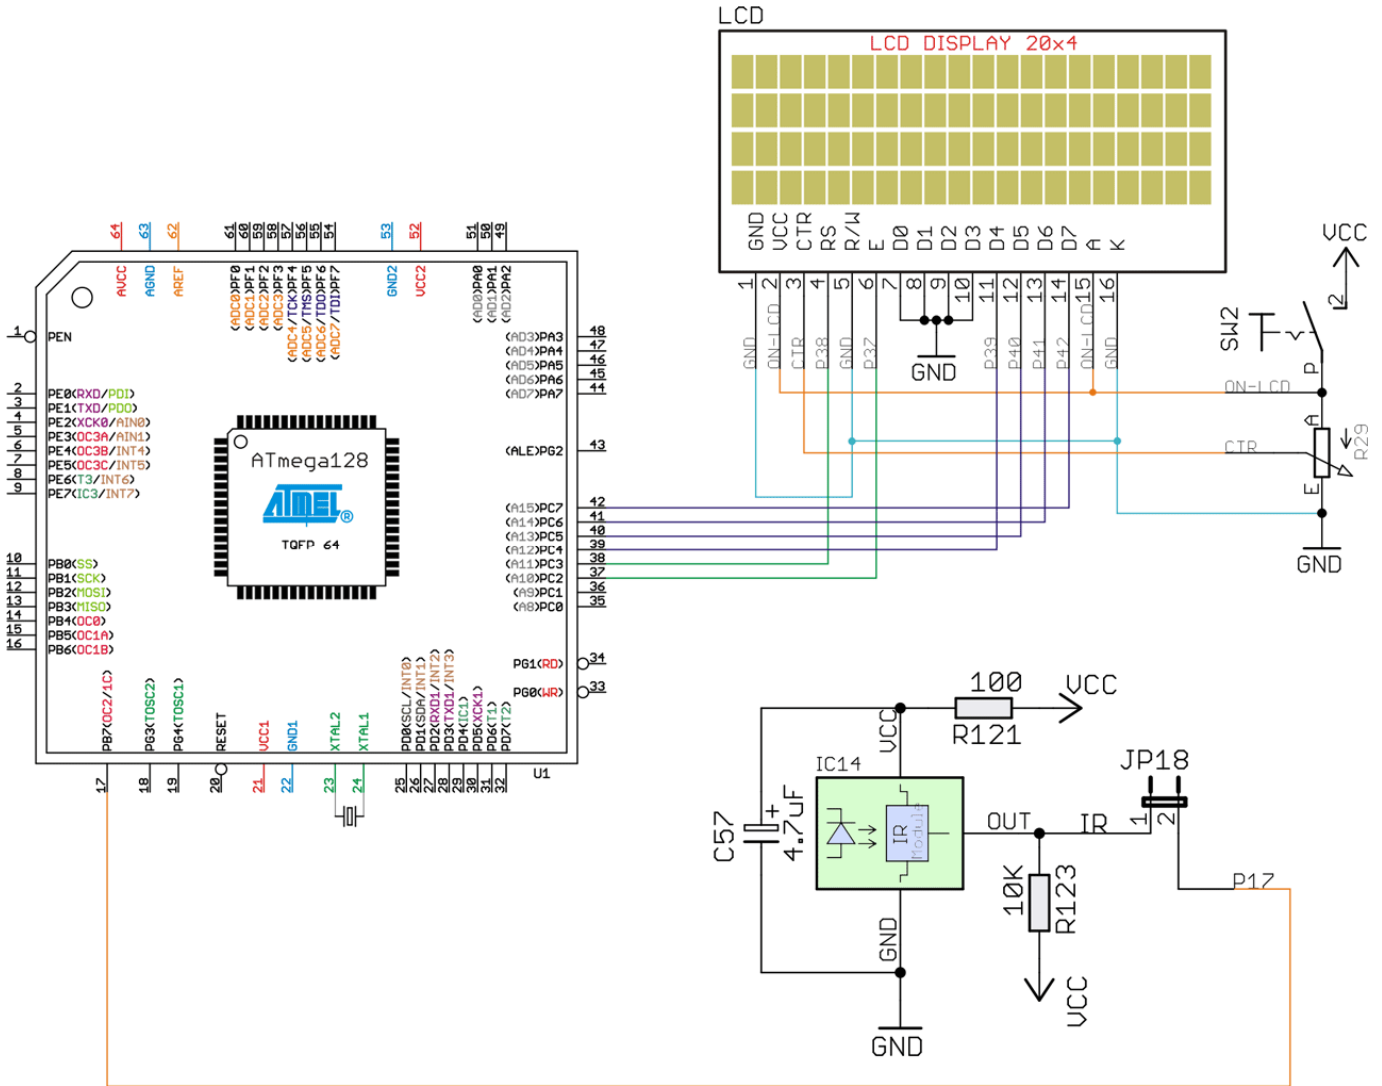 LCD
LCD DISPLAY 20x4
GND
VCC
CTR
RS
R/W
E
D0
D1
D2
D3
D4
D5
D6
D7
A
K
1
2
3
4
5
6
7
8
9
10
11
12
13
14
15
16
GND
ON-LCD
CTR
P38
GND
P37
P39
P40
P41
P42
ON-LCD
GND
GND
VCC
2
SW2
P
ON-LCD
A
R29
CTR
E
GND
64
63
62
61
60
59
58
57
56
55
54
53
52
51
50
49
AVCC
AGND
AREF
(ADC0)PF0
(ADC1)PF1
(ADC2)PF2
(ADC3)PF3
(ADC4/TCK)PF4
(ADC5/TMS)PF5
(ADC6/TDO)PF6
(ADC7/TDI)PF7
GND2
VCC2
(AD0)PA0
(AD1)PA1
(AD2)PA2
1 PEN
2 PE0(RXD/PDI)
3 PE1(TXD/PDO)
4 PE2(XCK0/AIN0)
5 PE3(OC3A/AIN1)
6 PE4(OC3B/INT4)
7 PE5(OC3C/INT5)
8 PE6(T3/INT6)
9 PE7(IC3/INT7)
10 PB0(SS)
11 PB1(SCK)
12 PB2(MOSI)
13 PB3(MISO)
14 PB4(OC0)
15 PB5(OC1A)
16 PB6(OC1B)
ATmega128
ATMEL®
TQFP 64
(AD3)PA3 48
(AD4)PA4 47
(AD5)PA5 46
(AD6)PA6 45
(AD7)PA7 44
(ALE)PG2 43
(A15)PC7 42
(A14)PC6 41
(A13)PC5 40
(A12)PC4 39
(A11)PC3 38
(A10)PC2 37
(A9)PC1 36
(A8)PC0 35
PG1(RD) 34
PG0(WR) 33
PB7(OC2/1C)
PG3(TOSC2)
PG4(TOSC1)
RESET
VCC1
GND1
XTAL2
XTAL1
PD0(SCL/INT0)
PD1(SDA/INT1)
PD2(RXD1/INT2)
PD3(TXD1/INT3)
PD4(IC1)
PD5(XCK1)
PD6(T1)
PD7(T2)
17
18
19
20
21
22
23
24
25
26
27
28
29
30
31
32
U1
100
VCC
R121
VCC
IC14
C57
+
4.7uF
IR
Module
OUT
IR
JP18
1
2
P17
10K
R123
VCC
GND
GND